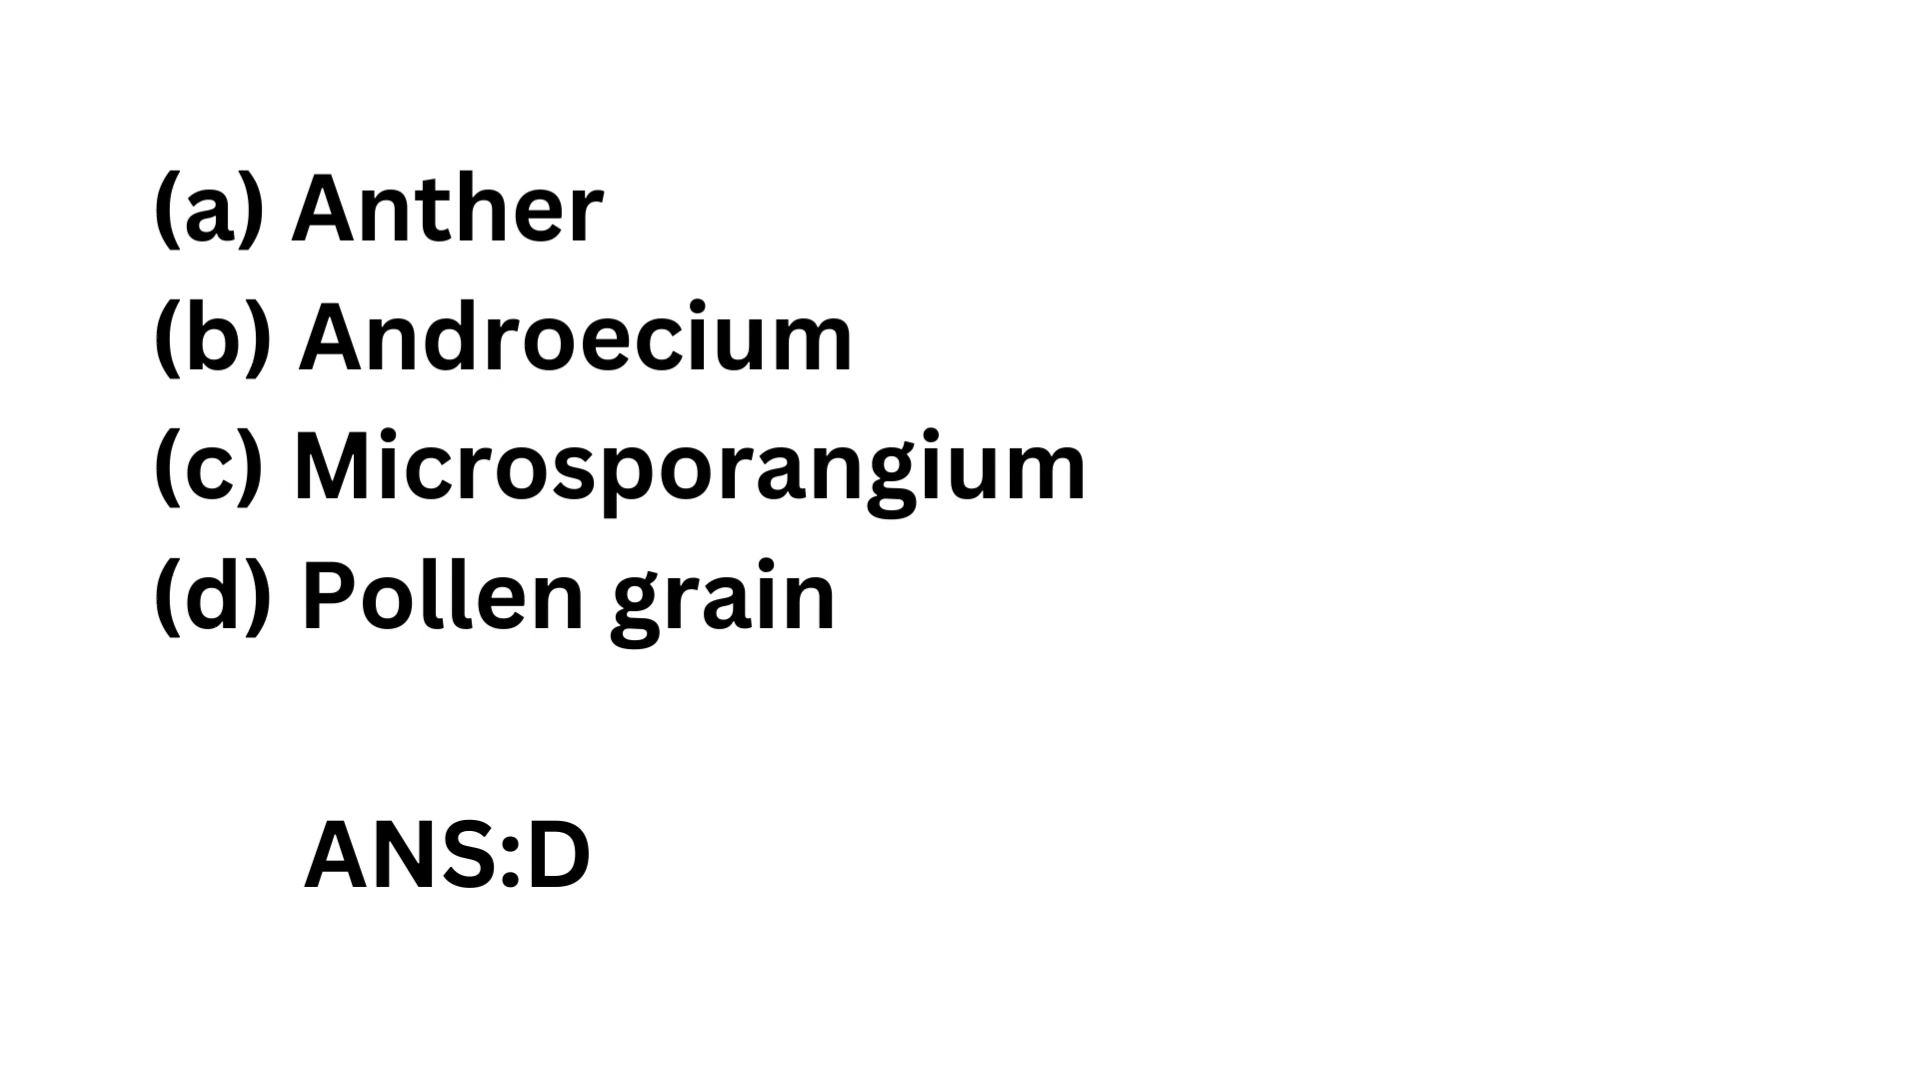 (a) Anther
(b) Androecium
(c) Microsporangium
(d) Pollen grain
ANS:D